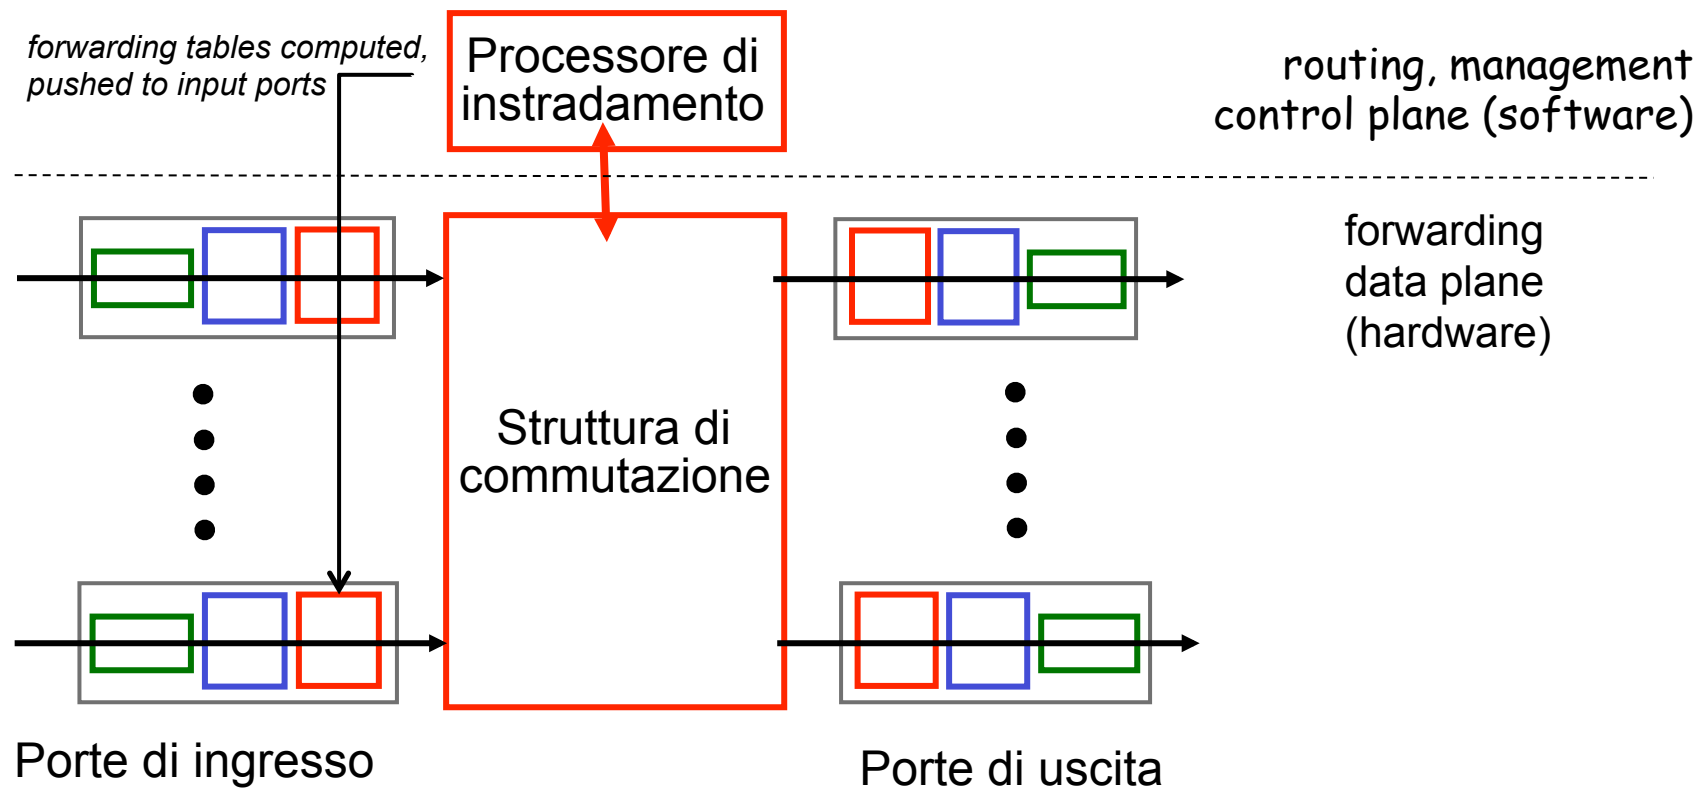 forwarding tables computed,
pushed to input ports
Processore di
instradamento
routing, management
control plane (software)
forwarding
data plane
(hardware)
Struttura di
commutazione
Porte di ingresso
Porte di uscita